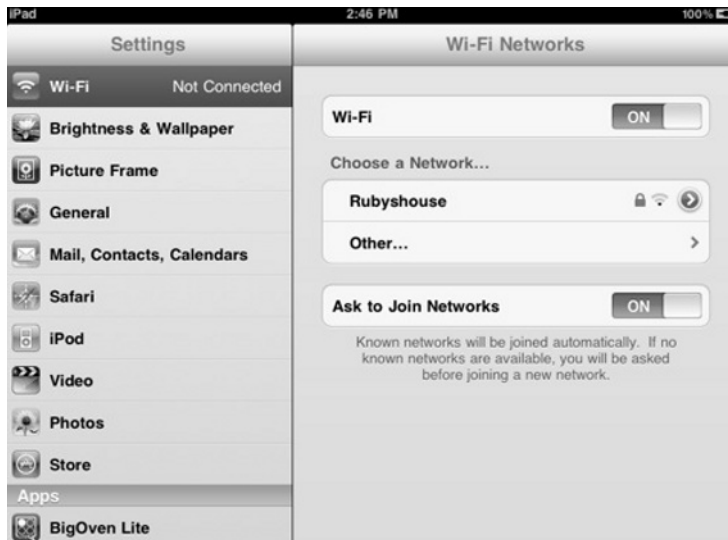 iPad 2:46 PM 100%
Settings
Wi-Fi Not Connected
Brightness & Wallpaper
Picture Frame
General
Mail, Contacts, Calendars
Safari
iPod
Video
Photos
Store
Apps
BigOven Lite
Wi-Fi Networks
Wi-Fi ON
Choose a Network...
Rubyshouse
Other...
Ask to Join Networks ON
Known networks will be joined automatically. If no
known networks are available, you will be asked
before joining a new network.